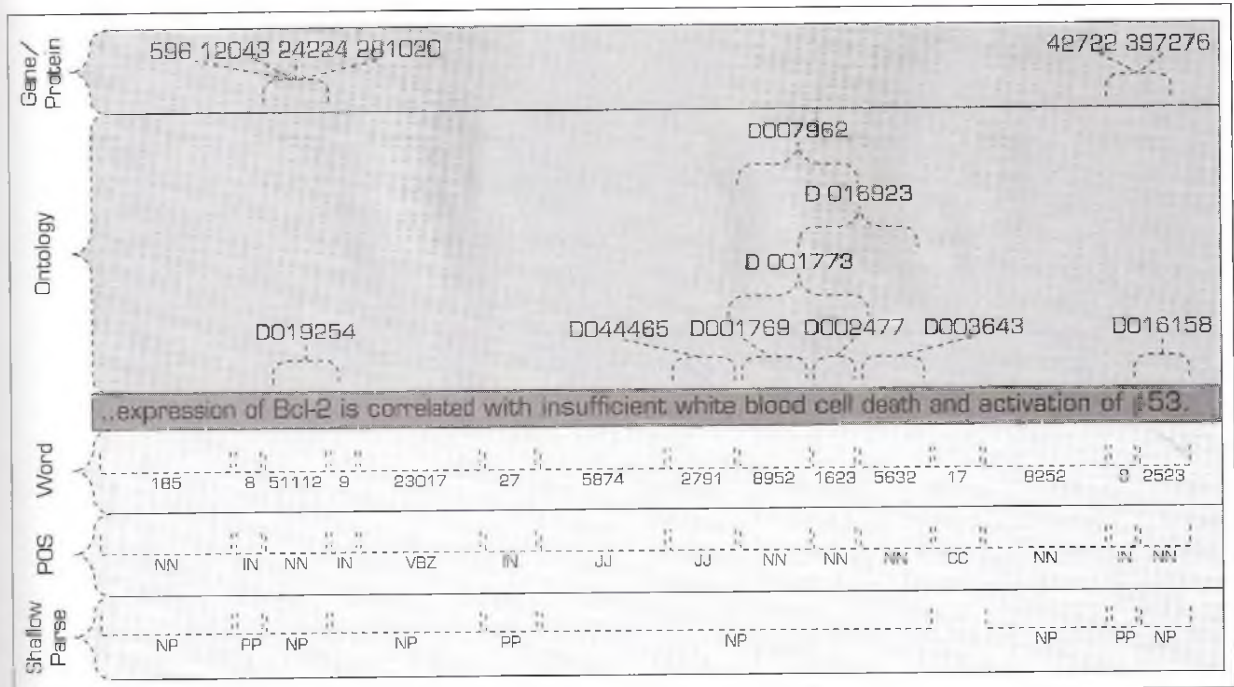 Gene/
Protein
596 12043 24224 281020
42722 397276
Ontology
D007962
D 016923
D 001773
D019254
D044465 D001769 D002477 D003643
D016158
..expression of Bcl-2 is correlated with insufficient white blood cell death and activation of p53.
Word
185 8 51112 9 23017 27 5874 2791 8952 1623 5632 17 8252 8 2523
POS
NN IN NN IN VBZ IN JJ JJ NN NN NN CC NN IN NN
Shallow
Parse
NP PP NP NP PP NP NP PP NP